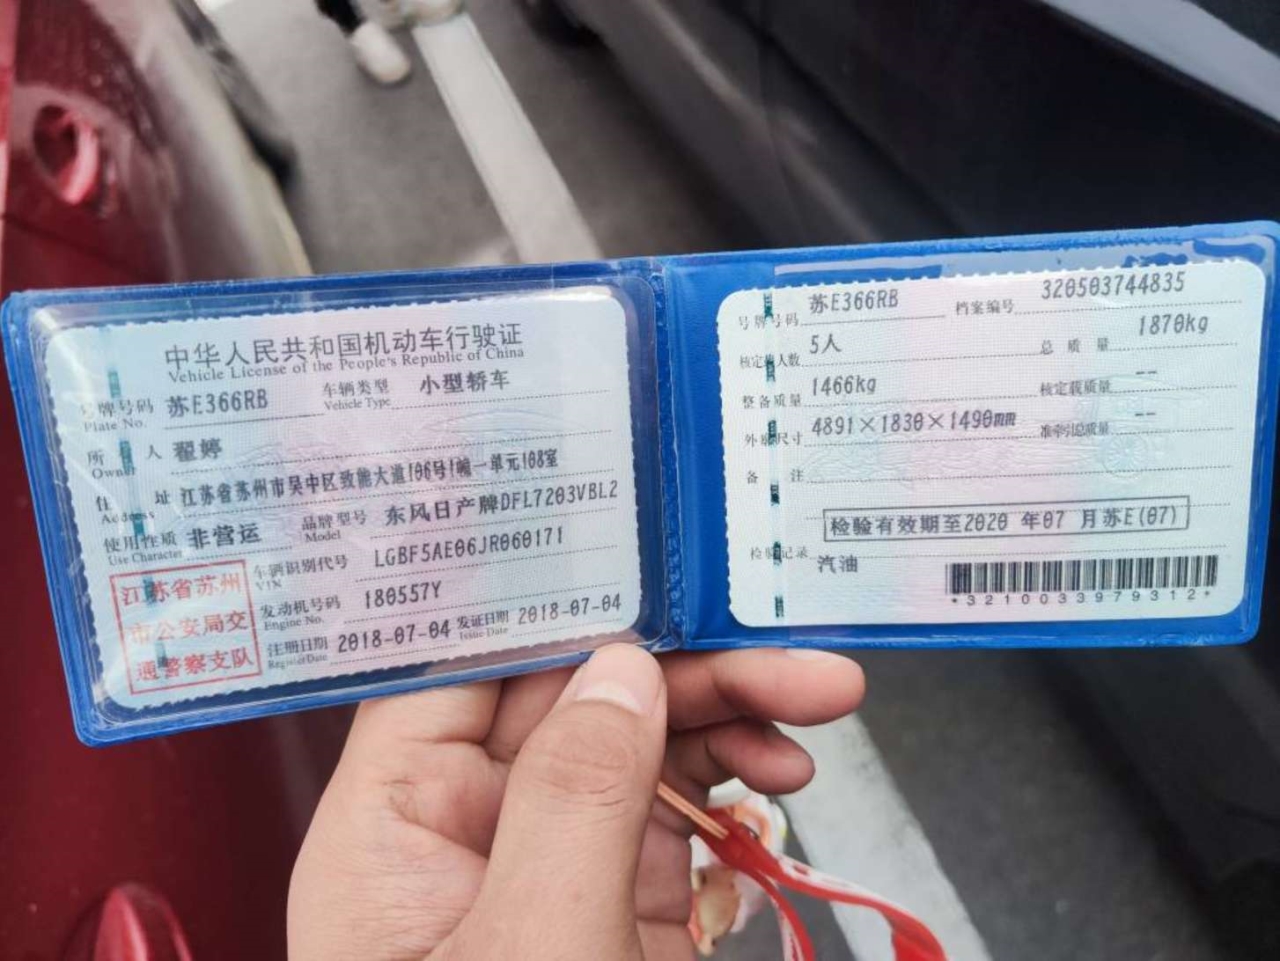 中华人民共和国机动车行驶证
Vehicle License of the People's Republic of China
号牌号码 苏E366RB 车辆类型 小型轿车
Plate No. Vehicle Type
所有人 翟婷
Owner
住址 江苏省苏州市吴中区致能大道106号1幢一单元108室
Address
使用性质 非营运 品牌型号 东风日产牌DFL7203VBL2
Use Character Model
车辆识别代号 LGBF5AE06JR060171
VIN
发动机号码 180557Y
Engine No.
注册日期 2018-07-04 发证日期 2018-07-04
Register Date Issue Date
江苏省苏州
市公安局交
通警察支队
号牌号码 苏E366RB 档案编号 320503744835
核定载人数 5人 总质量 1870kg
整备质量 1466kg 核定载质量 --
外廓尺寸 4891×1830×1490mm 准牵引总质量 --
备注
检验有效期至2020 年07 月苏E(07)
检验记录
汽油
*3210033979312*